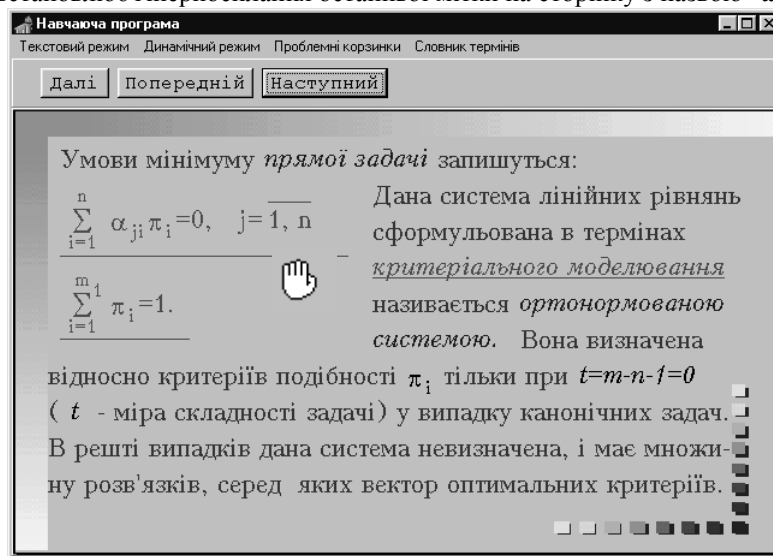 Навчаюча програма
Текстовий режим Динамічний режим Проблемні корзинки Словник термінів
Далі Попередній Наступний
Умови мінімуму прямої задачі запишуться:
n
∑ α_ji π_i=0, j=1, n
i=1
m_1
∑ π_i=1.
i=1
Дана система лінійних рівнянь
сформульована в термінах
критеріального моделювання
називається ортонормованою
системою. Вона визначена
відносно критеріїв подібності π_i тільки при t=m-n-1=0
( t - міра складності задачі) у випадку канонічних задач.
В решті випадків дана система невизначена, і має множи-
ну розв'язків, серед яких вектор оптимальних критеріїв.